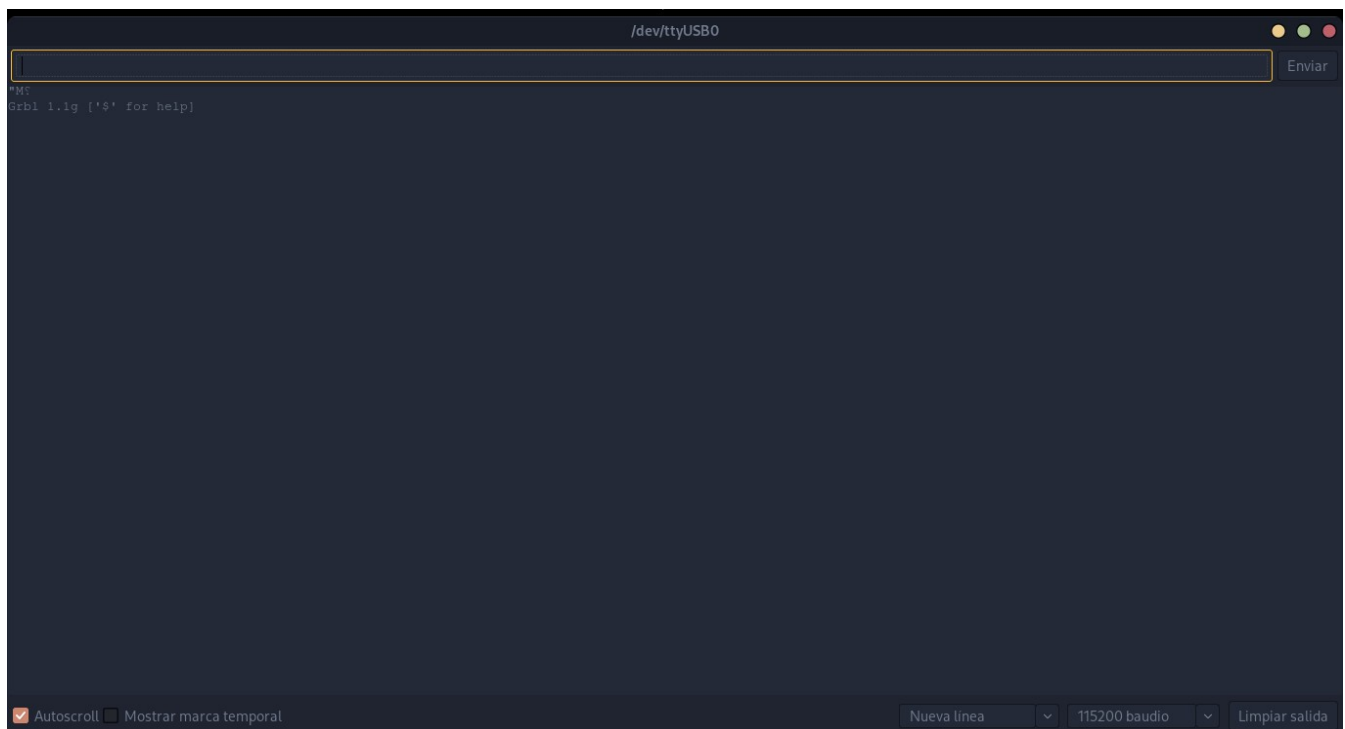 /dev/ttyUSB0
Enviar
"M⸮
Grbl 1.1g ['$' for help]
Autoscroll Mostrar marca temporal Nueva línea 115200 baudio Limpiar salida